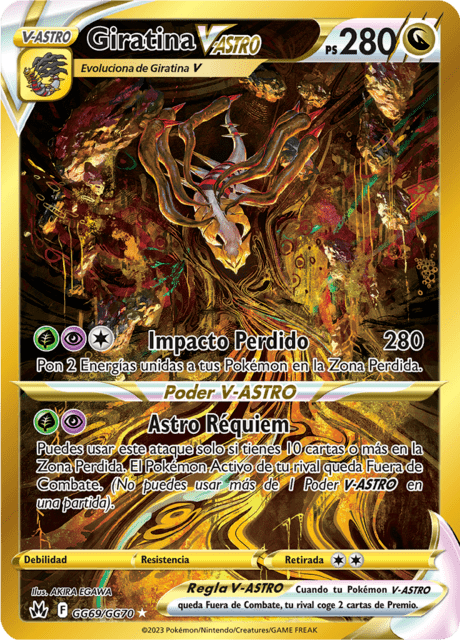 V-ASTRO
Giratina V-ASTRO
PS 280
Evoluciona de Giratina V
Impacto Perdido 280
Pon 2 Energías unidas a tus Pokémon en la Zona Perdida.
Poder V-ASTRO
Astro Réquiem
Puedes usar este ataque solo si tienes 10 cartas o más en la
Zona Perdida. El Pokémon Activo de tu rival queda Fuera de
Combate. (No puedes usar más de 1 Poder V-ASTRO en
una partida).
Debilidad Resistencia Retirada
Ilus. AKIRA EGAWA
F GG69/GG70
Regla V-ASTRO Cuando tu Pokémon V-ASTRO
queda Fuera de Combate, tu rival coge 2 cartas de Premio.
©2023 Pokémon/Nintendo/Creatures/GAME FREAK